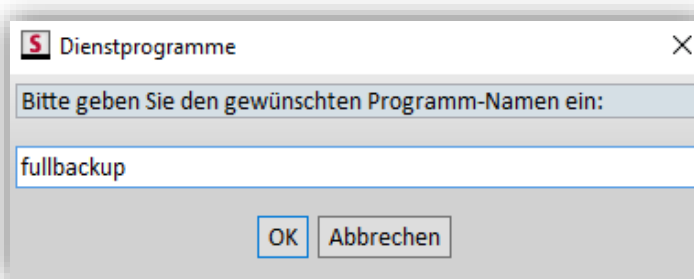 S Dienstprogramme
Bitte geben Sie den gewünschten Programm-Namen ein:
fullbackup
OK Abbrechen